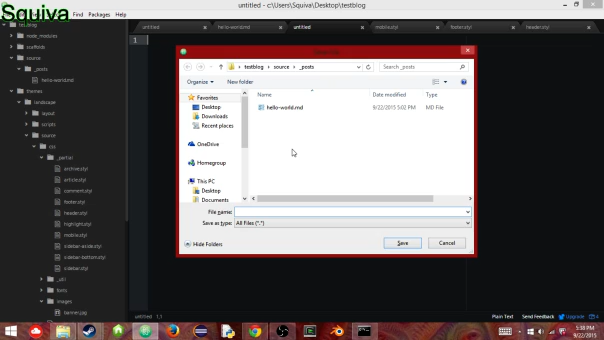 untitled - c:\Users\Squiva\Desktop\testblog
Squiva
Find Packages Help
testblog
node_modules
scaffolds
source
_posts
hello-world.md
themes
landscape
layout
scripts
source
css
_partial
archive.styl
article.styl
comment.styl
footer.styl
header.styl
highlight.styl
mobile.styl
sidebar-aside.styl
sidebar-bottom.styl
sidebar.styl
_util
fonts
images
banner.jpg
untitled
hello-world.md
untitled
mobile.styl
footer.styl
header.styl
1
testblog
source
_posts
Search _posts
Organise
New folder
Favorites
Desktop
Downloads
Recent places
OneDrive
Homegroup
This PC
Desktop
Documents
Name
Date modified
Type
hello-world.md
9/22/2015 5:02 PM
MD File
File name:
Save as type: All Files (*.*)
Hide Folders
Save
Cancel
untitled 1,1
Plain Text
Send Feedback
Upgrade
5:38 PM
9/22/2015